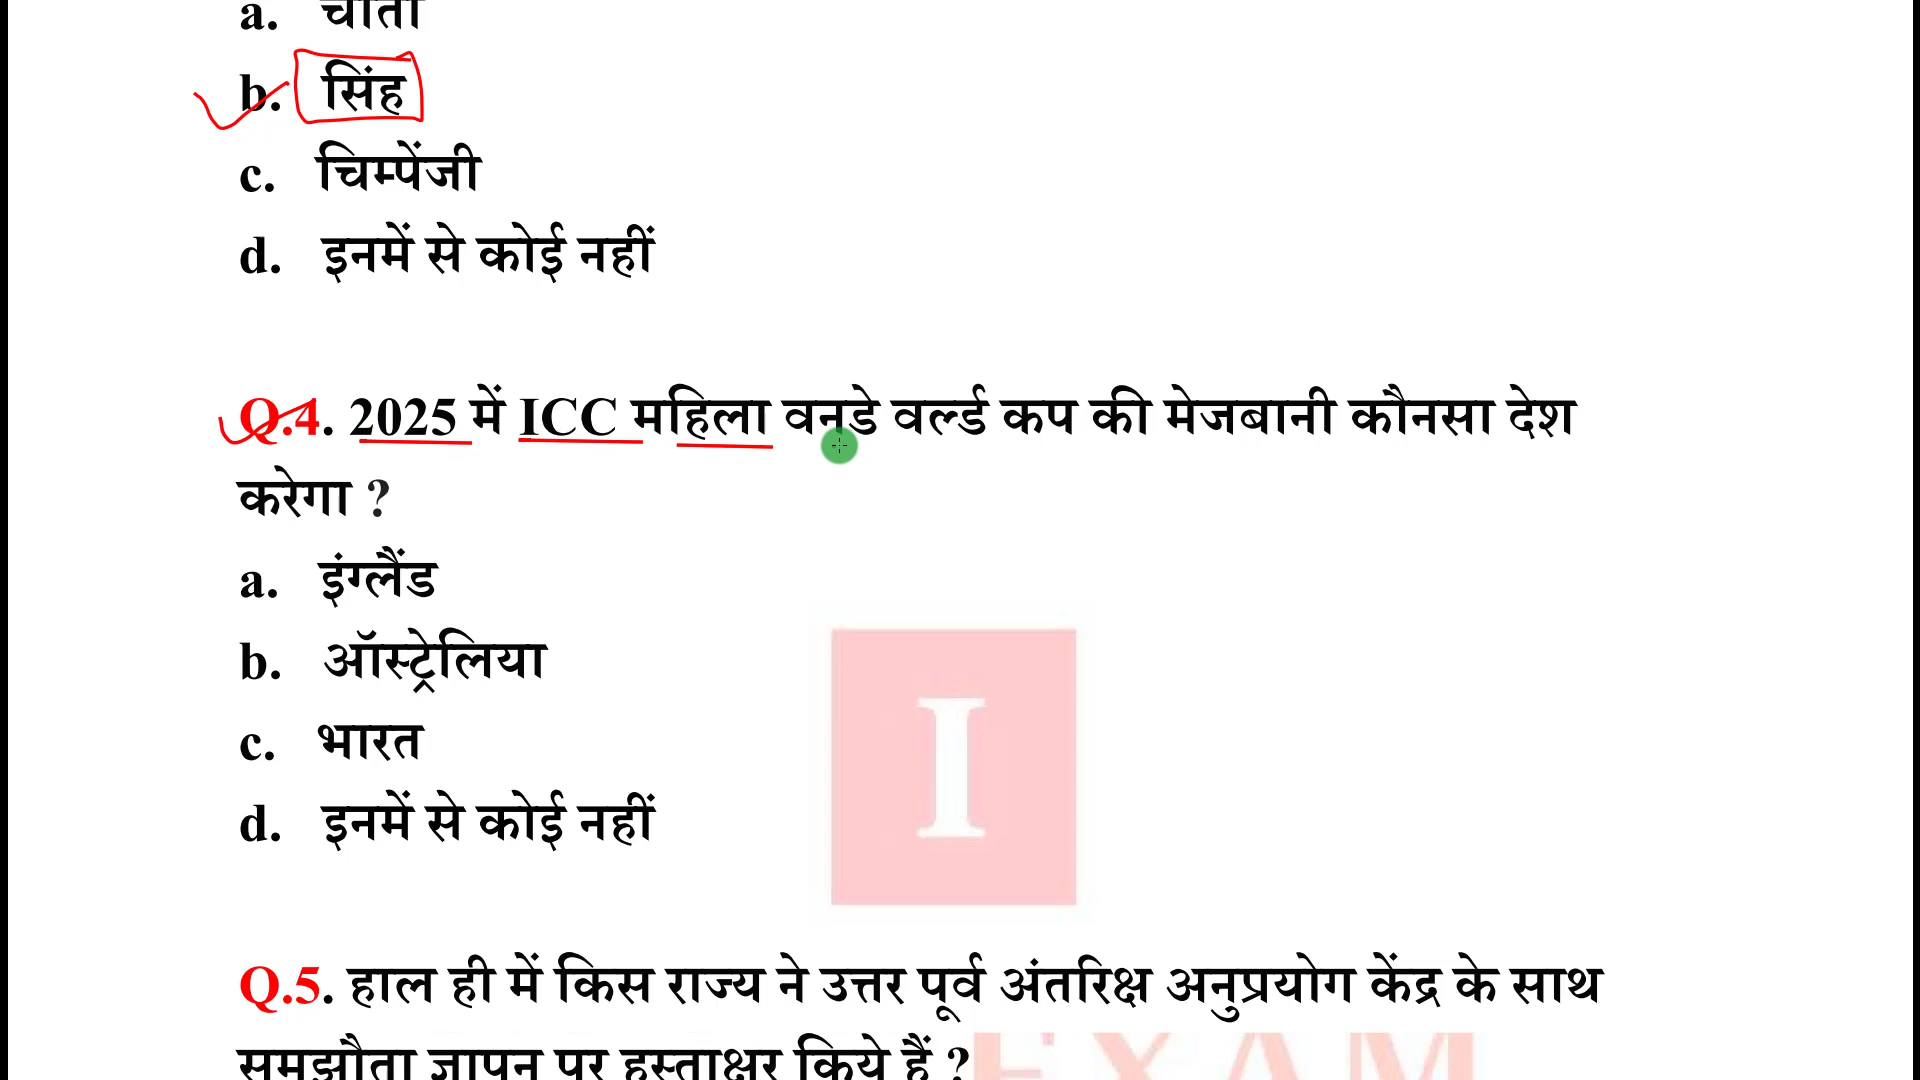 a. चीता
b. सिंह
c. चिम्पेंजी
d. इनमें से कोई नहीं
Q.4. 2025 में ICC महिला वनडे वर्ल्ड कप की मेजबानी कौनसा देश
करेगा ?
a. इंग्लैंड
b. ऑस्ट्रेलिया
c. भारत
d. इनमें से कोई नहीं
I
Q.5. हाल ही में किस राज्य ने उत्तर पूर्व अंतरिक्ष अनुप्रयोग केंद्र के साथ
समझौता ज्ञापन पर हस्ताक्षर किये हैं ?
EXAM